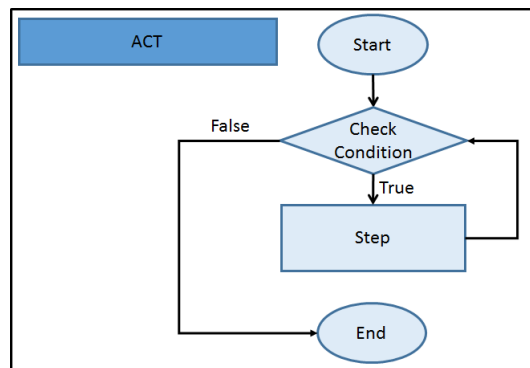 ACT
Start
False
Check
Condition
True
Step
End